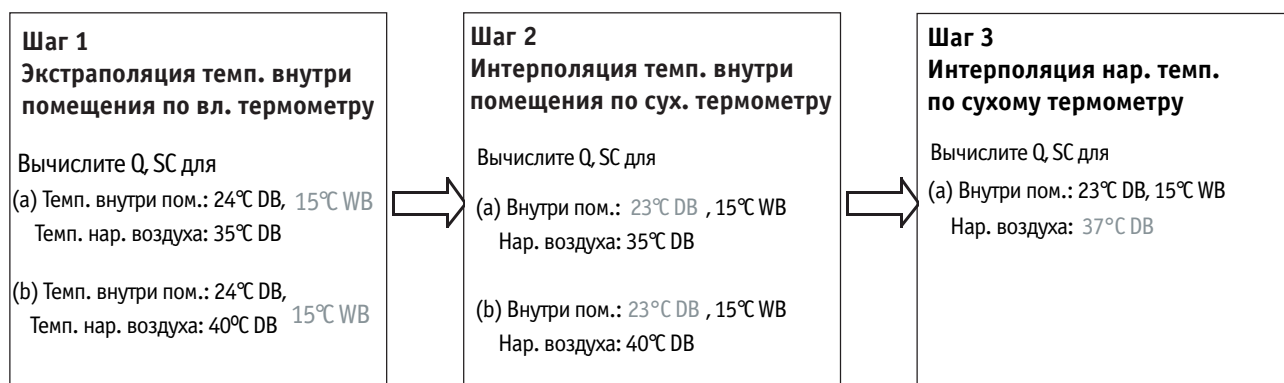 Шаг 1
Экстраполяция темп. внутри
помещения по вл. термометру
Вычислите Q, SC для
(a) Темп. внутри пом.: 24℃ DB, 15℃ WB
Темп. нар. воздуха: 35℃ DB
(b) Темп. внутри пом.: 24℃ DB,
Темп. нар. воздуха: 40⁰C DB 15℃ WB
Шаг 2
Интерполяция темп. внутри
помещения по сух. термометру
Вычислите Q, SC для
(a) Внутри пом.: 23℃ DB , 15℃ WB
Нар. воздуха: 35℃ DB
(b) Внутри пом.: 23°C DB , 15℃ WB
Нар. воздуха: 40℃ DB
Шаг 3
Интерполяция нар. темп.
по сухому термометру
Вычислите Q, SC для
(a) Внутри пом.: 23℃ DB, 15℃ WB
Нар. воздуха: 37°C DB